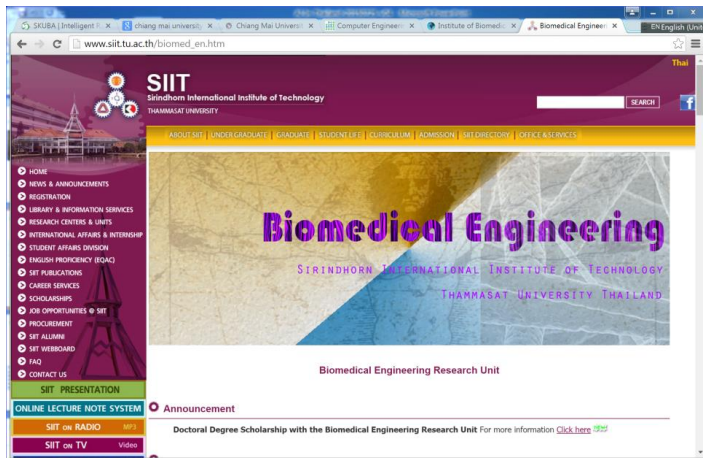 SKUBA | Intelligent R
chiang mai university
Chiang Mai Universi
Computer Engineeri
Institute of Biomedic
Biomedical Engineeri
EN English (Unit
www.siit.tu.ac.th/biomed_en.htm
Thai
SIIT
Sirindhorn International Institute of Technology
THAMMASAT UNIVERSITY
SEARCH
ABOUT SIIT | UNDERGRADUATE | GRADUATE | STUDENT LIFE | CURRICULUM | ADMISSION | SIIT DIRECTORY | OFFICE & SERVICES
HOME
NEWS & ANNOUNCEMENTS
REGISTRATION
LIBRARY & INFORMATION SERVICES
RESEARCH CENTERS & UNITS
INTERNATIONAL AFFAIRS & INTERNSHIP
STUDENT AFFAIRS DIVISION
ENGLISH PROFICIENCY (EQAC)
SIIT PUBLICATIONS
CAREER SERVICES
SCHOLARSHIPS
JOB OPPORTUNITIES @ SIIT
PROCUREMENT
SIIT ALUMNI
SIIT WEBBOARD
FAQ
CONTACT US
SIIT PRESENTATION
ONLINE LECTURE NOTE SYSTEM
SIIT ON RADIO MP3
SIIT ON TV Video
Biomedical Engineering
SIRINDHORN INTERNATIONAL INSTITUTE OF TECHNOLOGY
THAMMASAT UNIVERSITY THAILAND
Biomedical Engineering Research Unit
Announcement
Doctoral Degree Scholarship with the Biomedical Engineering Research Unit For more information Click here